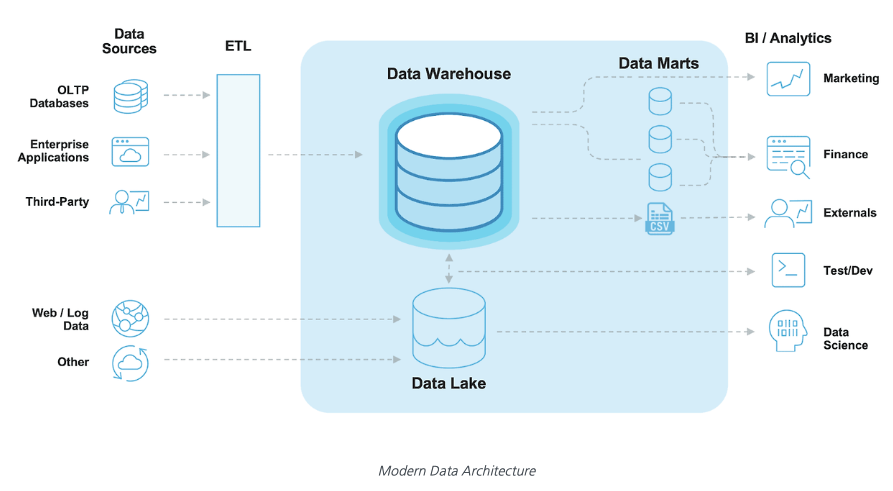 Data
Sources
ETL
BI / Analytics
Data Warehouse
Data Marts
OLTP
Databases
Enterprise
Applications
Third-Party
Web / Log
Data
Other
CSV
Data Lake
Marketing
Finance
Externals
Test/Dev
Data
Science
Modern Data Architecture